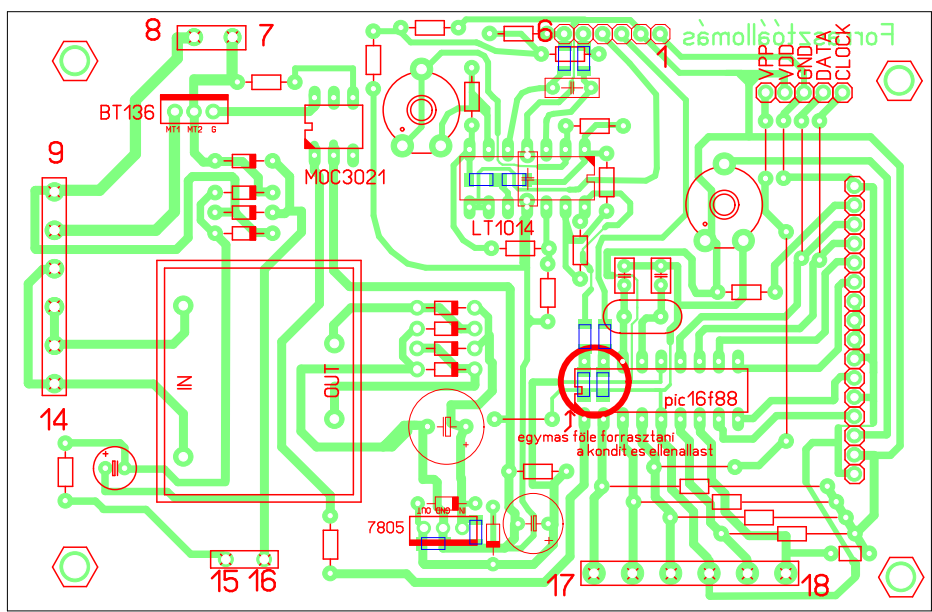 8
7
6
1
Forrasztóállomás
VPP
VDD
GND
DATA
CLOCK
BT136
MT1 MT2 G
MOC3021
9
LT1014
IN
OUT
pic16f88
14
egymas fole forrasztani
a kondit es ellenallast
7805
OUT GND IN
15 16
17
18